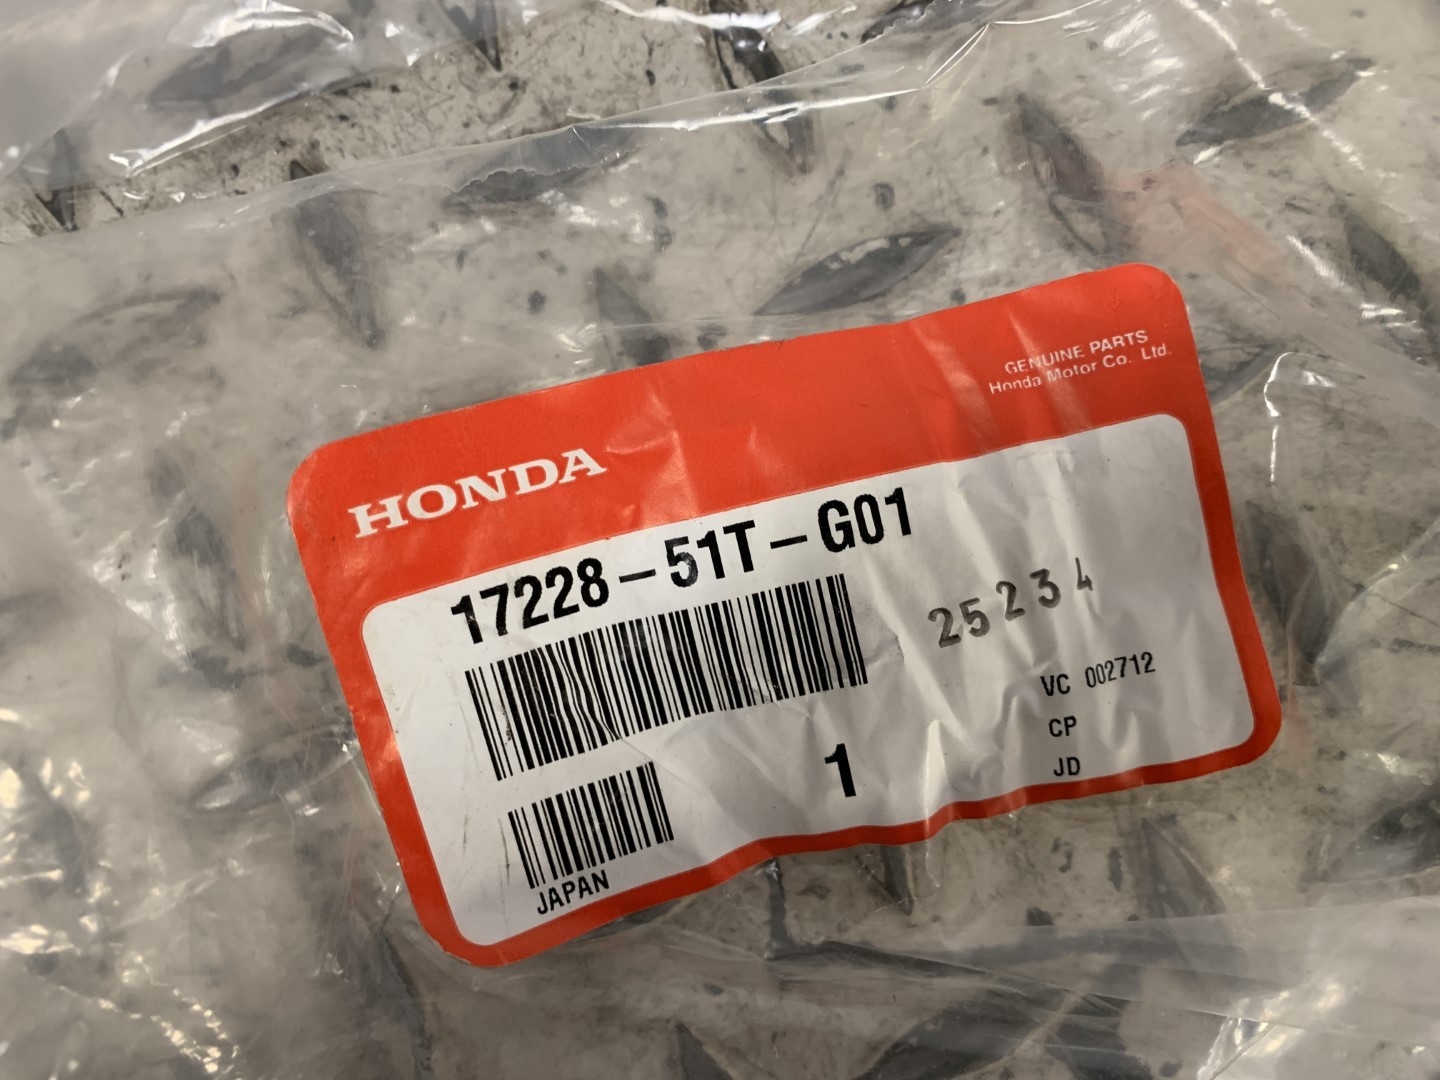 GENUINE PARTS
Honda Motor Co. Ltd.
HONDA
17228-51T-G01
25234
VC 002712
1
CP
JD
JAPAN